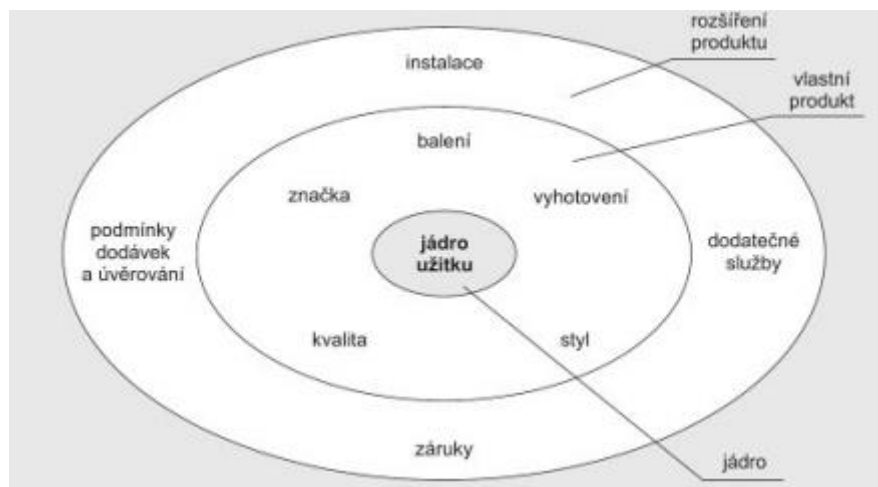 rozšíření
produktu
instalace
vlastní
produkt
balení
značka
vyhotovení
podmínky
dodávek
a úvěrování
jádro
užitku
dodatečné
služby
kvalita
styl
záruky
jádro